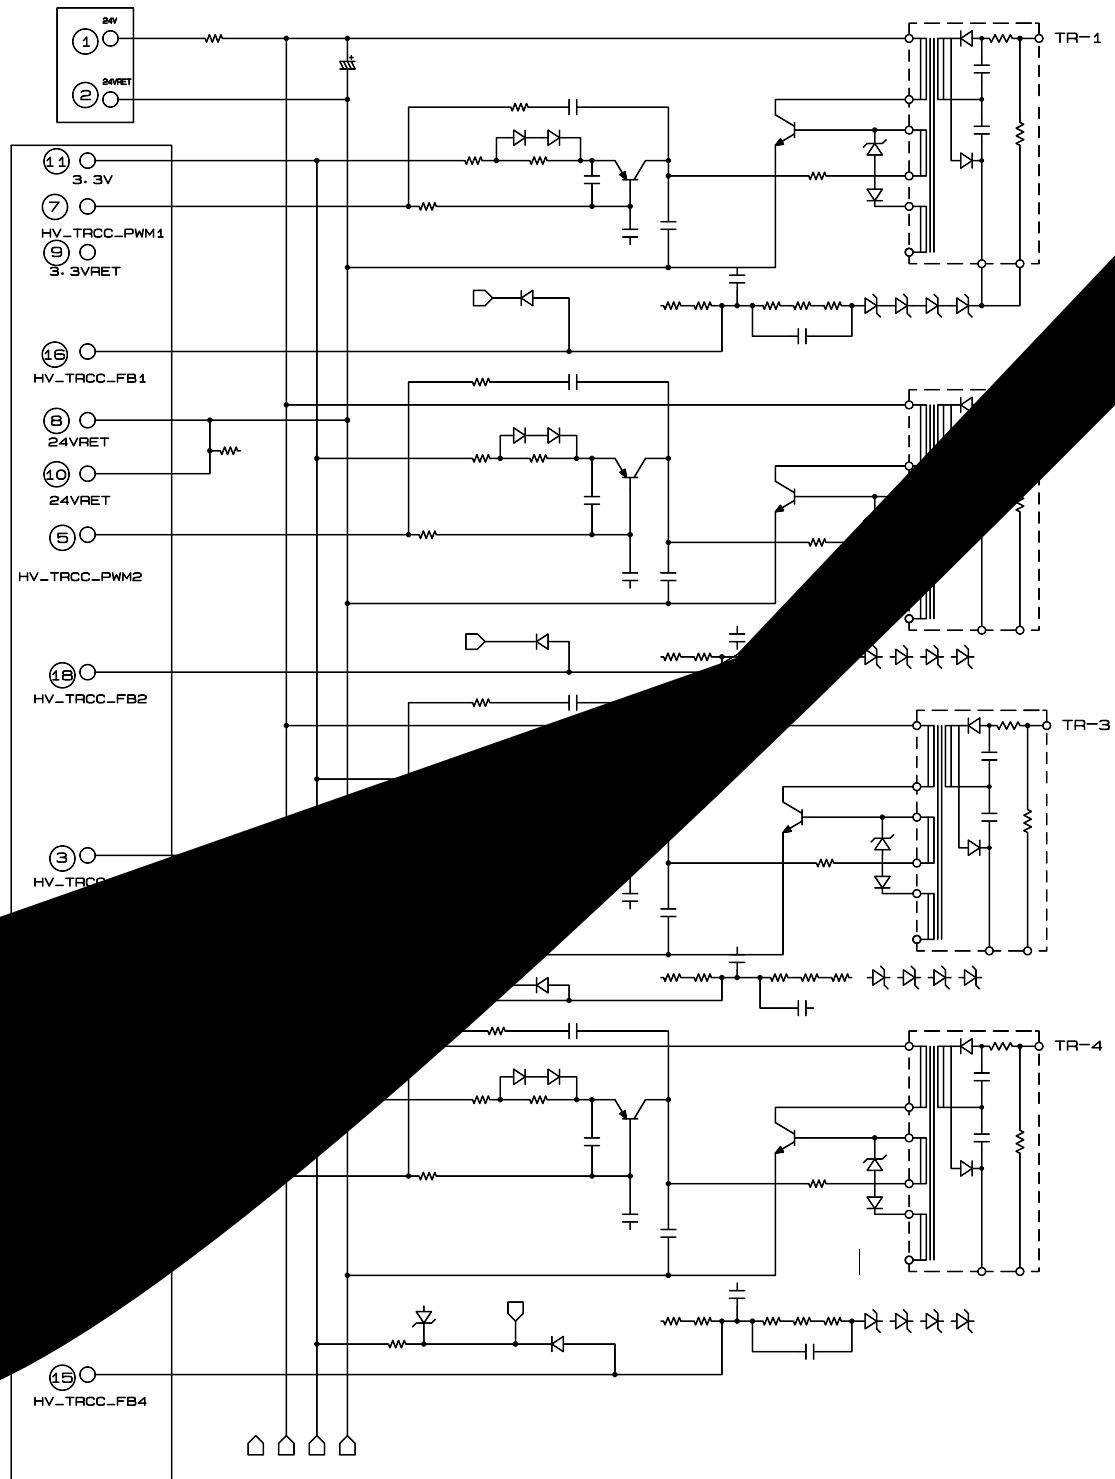 24V
1
24VRET
2
TR-1
11
3.3V
7
HV_TRCC_PWM1
9
3.3VRET
16
HV_TRCC_FB1
8
24VRET
10
24VRET
5
HV_TRCC_PWM2
18
HV_TRCC_FB2
TR-3
3
TR-4
15
HV_TRCC_FB4